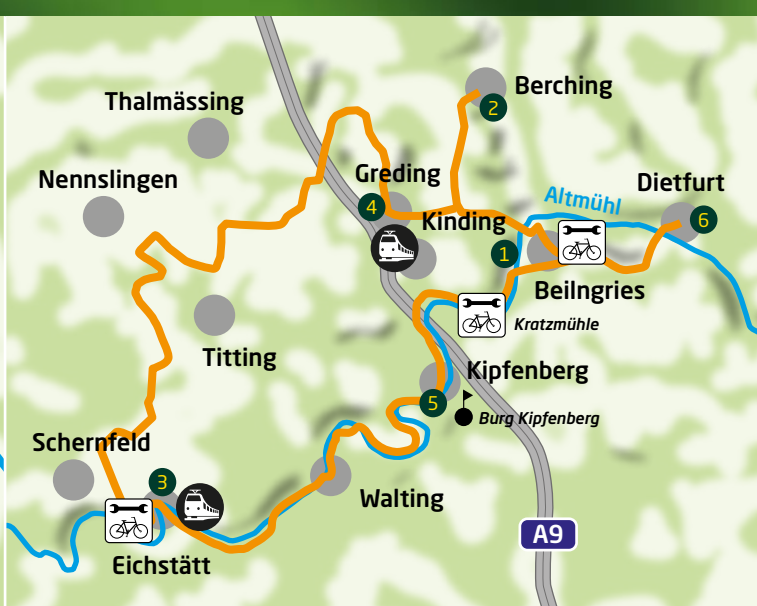 Thalmässing
Berching
2
Nennslingen
Greding
Dietfurt
4
Altmühl
6
Kinding
1
Beilngries
Kratzmühle
Titting
Kipfenberg
5
Burg Kipfenberg
Schernfeld
3
Walting
A9
Eichstätt